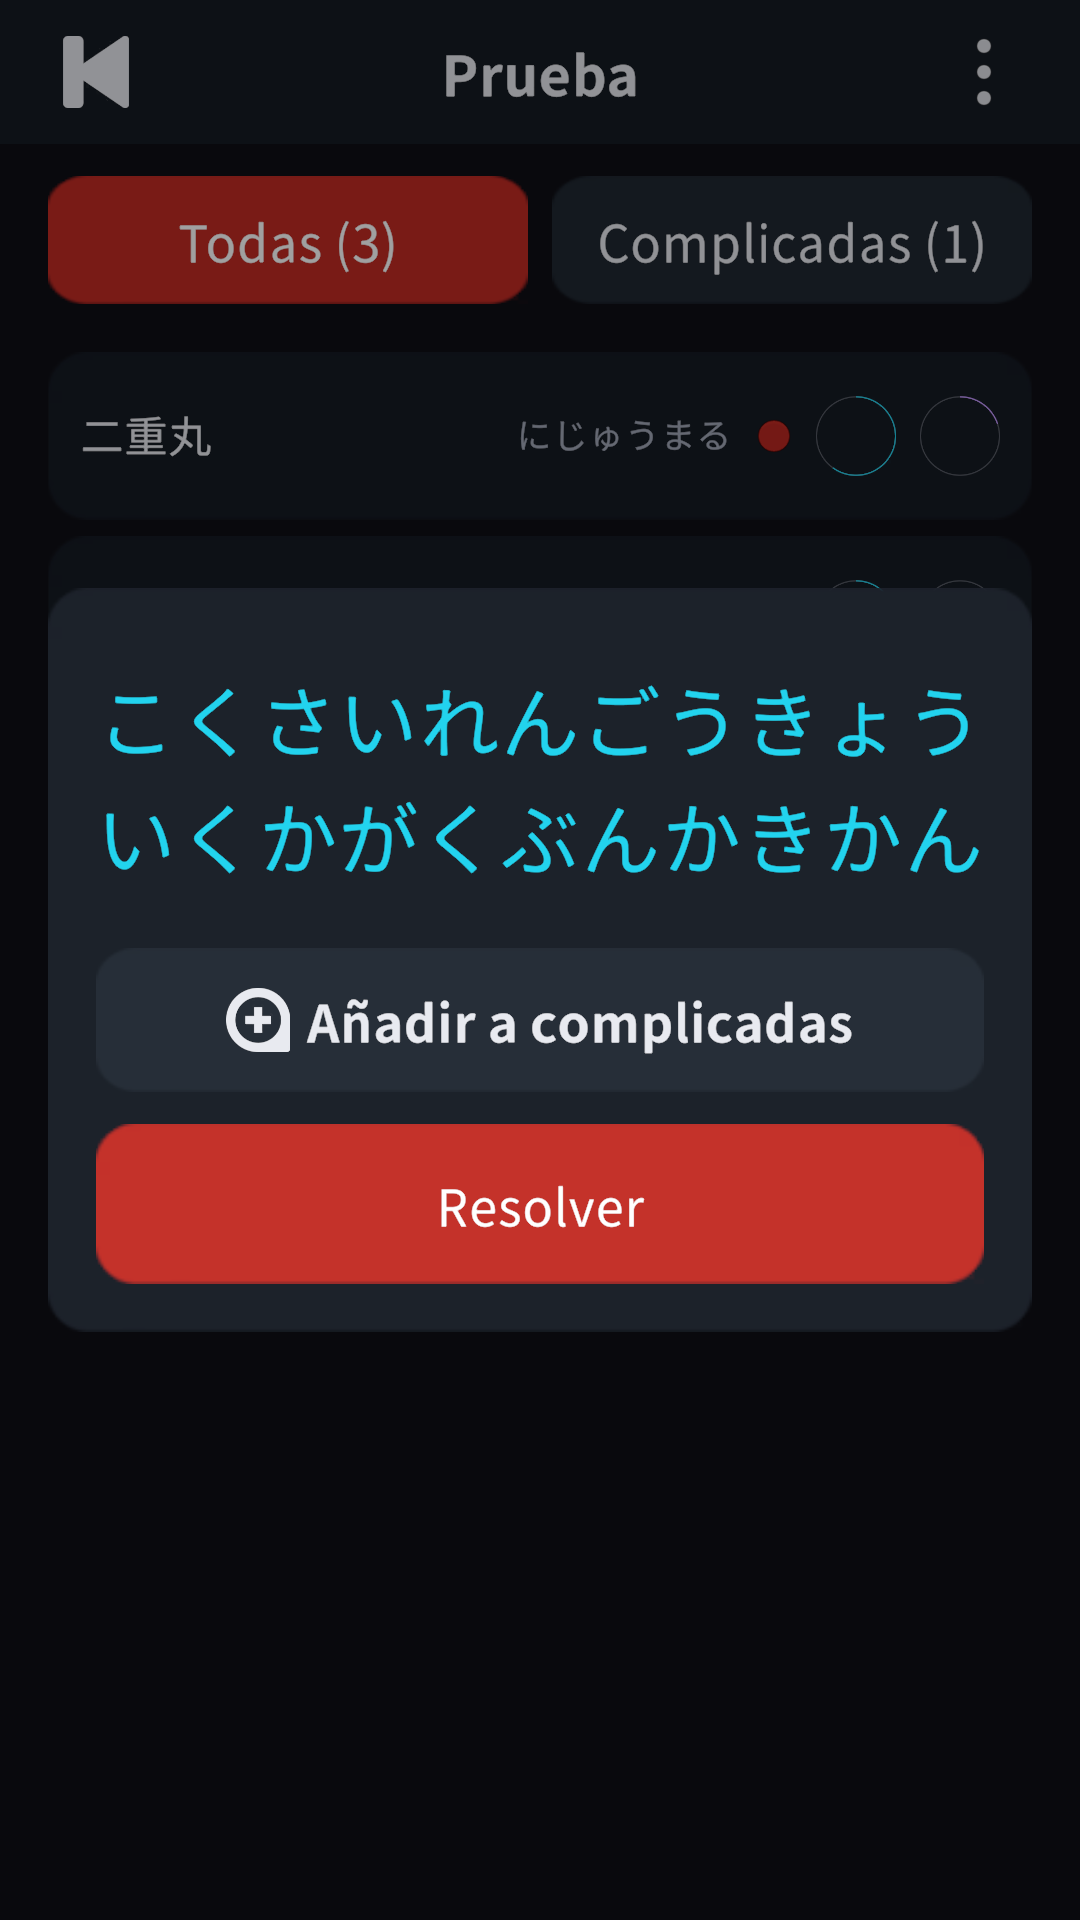 Prueba
Todas (3)
Complicadas (1)
二重丸
にじゅうまる
こくさいれんごうきょう
いくかがくぶんかきかん
Añadir a complicadas
Resolver